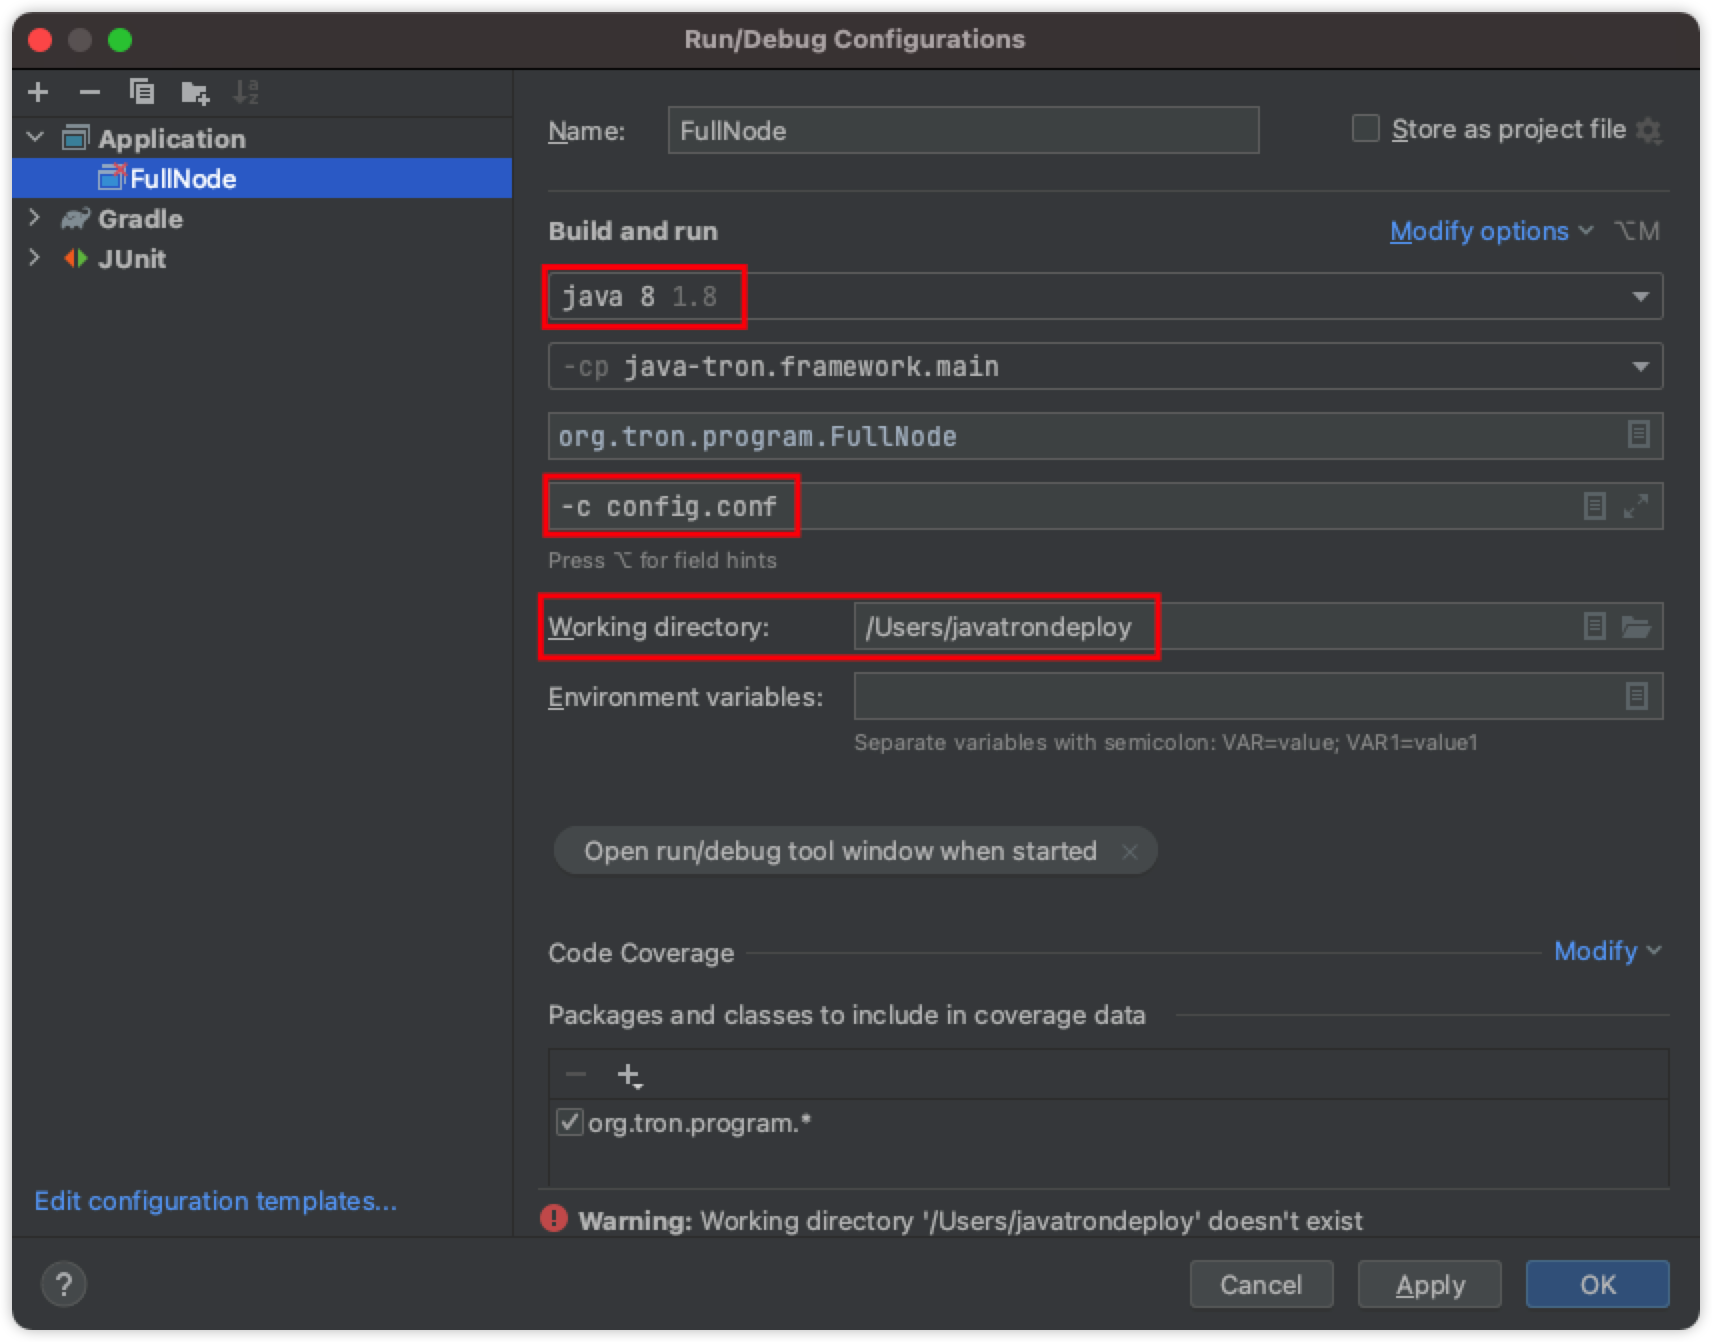 Run/Debug Configurations
Application
FullNode
Gradle
JUnit
Edit configuration templates...
Name: FullNode Store as project file
Build and run Modify options ⌥M
java 8 1.8
-cp java-tron.framework.main
org.tron.program.FullNode
-c config.conf
Press ⌥ for field hints
Working directory: /Users/javatrondeploy
Environment variables:
Separate variables with semicolon: VAR=value; VAR1=value1
Open run/debug tool window when started
Code Coverage Modify
Packages and classes to include in coverage data
org.tron.program.*
Warning: Working directory '/Users/javatrondeploy' doesn't exist
? Cancel Apply OK